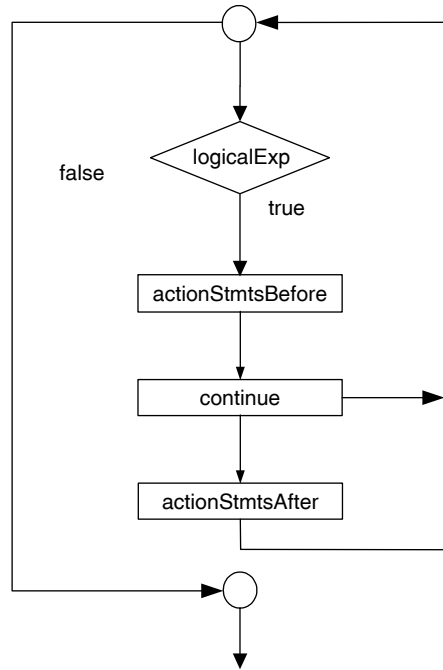 logicalExp
false
true
actionStmtsBefore
continue
actionStmtsAfter